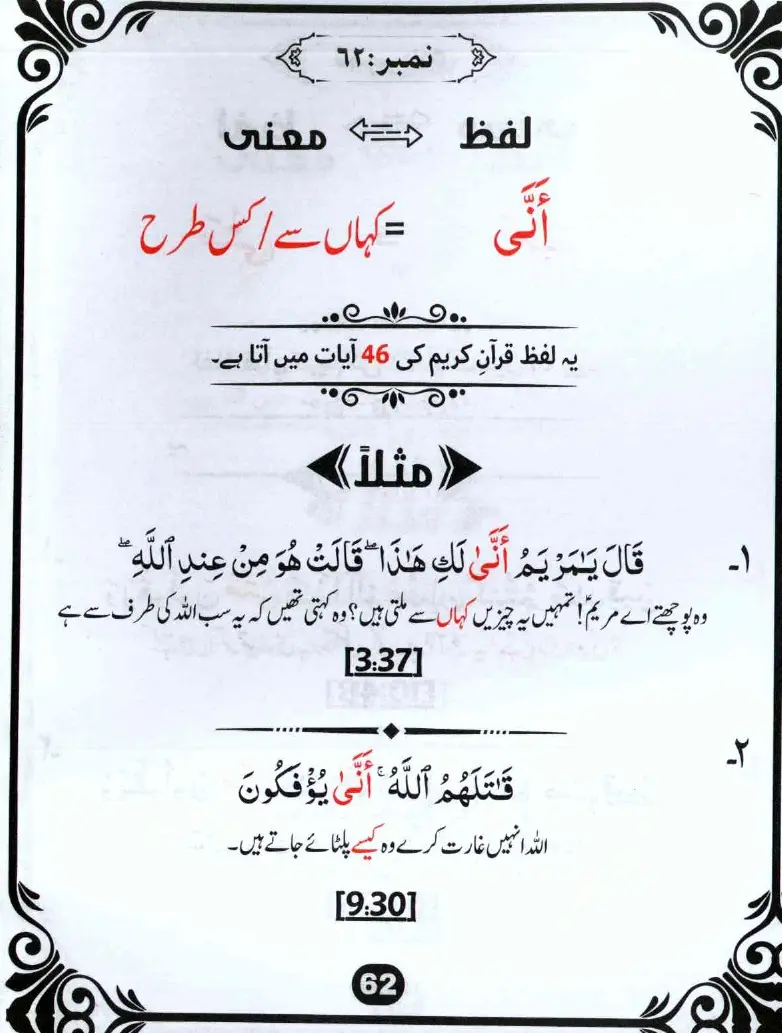 نمبر:٦٢
لفظ ⇐⇒ معنی
أَنَّىٰ = کہاں سے/کس طرح
یہ لفظ قرآنِ کریم کی 46 آیات میں آتا ہے۔
مثلاً
١۔ قَالَ يَـٰمَرْيَمُ أَنَّىٰ لَكِ هَـٰذَا ۖ قَالَتْ هُوَ مِنْ عِندِ ٱللَّهِ ۖ
وہ پوچھتے اے مریمؑ! تمہیں یہ چیزیں کہاں سے ملتی ہیں؟ وہ کہتی تھیں کہ یہ سب اللہ کی طرف سے ہے
[3:37]
٢۔ قَـٰتَلَهُمُ ٱللَّهُ ۚ أَنَّىٰ يُؤْفَكُونَ
اللہ انہیں غارت کرے وہ کیسے پلٹائے جاتے ہیں۔
[9:30]
62